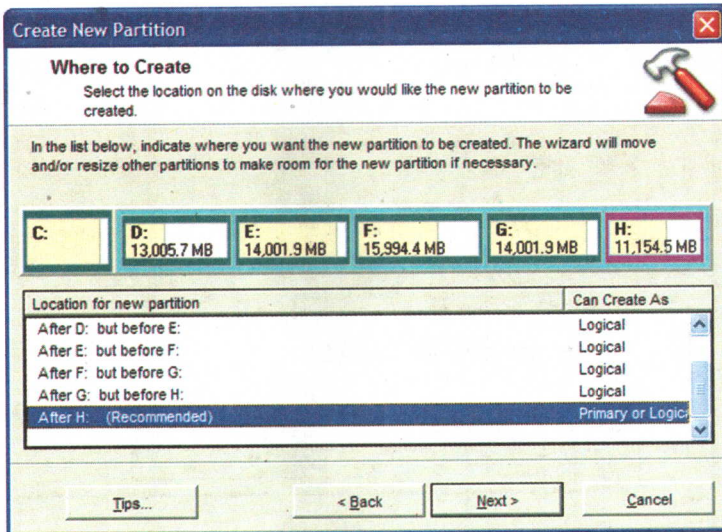 Create New Partition
Where to Create
Select the location on the disk where you would like the new partition to be
created.
In the list below, indicate where you want the new partition to be created. The wizard will move
and/or resize other partitions to make room for the new partition if necessary.
C:
D:
13,005.7 MB
E:
14,001.9 MB
F:
15,994.4 MB
G:
14,001.9 MB
H:
11,154.5 MB
Location for new partition Can Create As
After D: but before E: Logical
After E: but before F: Logical
After F: but before G: Logical
After G: but before H: Logical
After H: (Recommended) Primary or Logica
Tips... < Back Next > Cancel